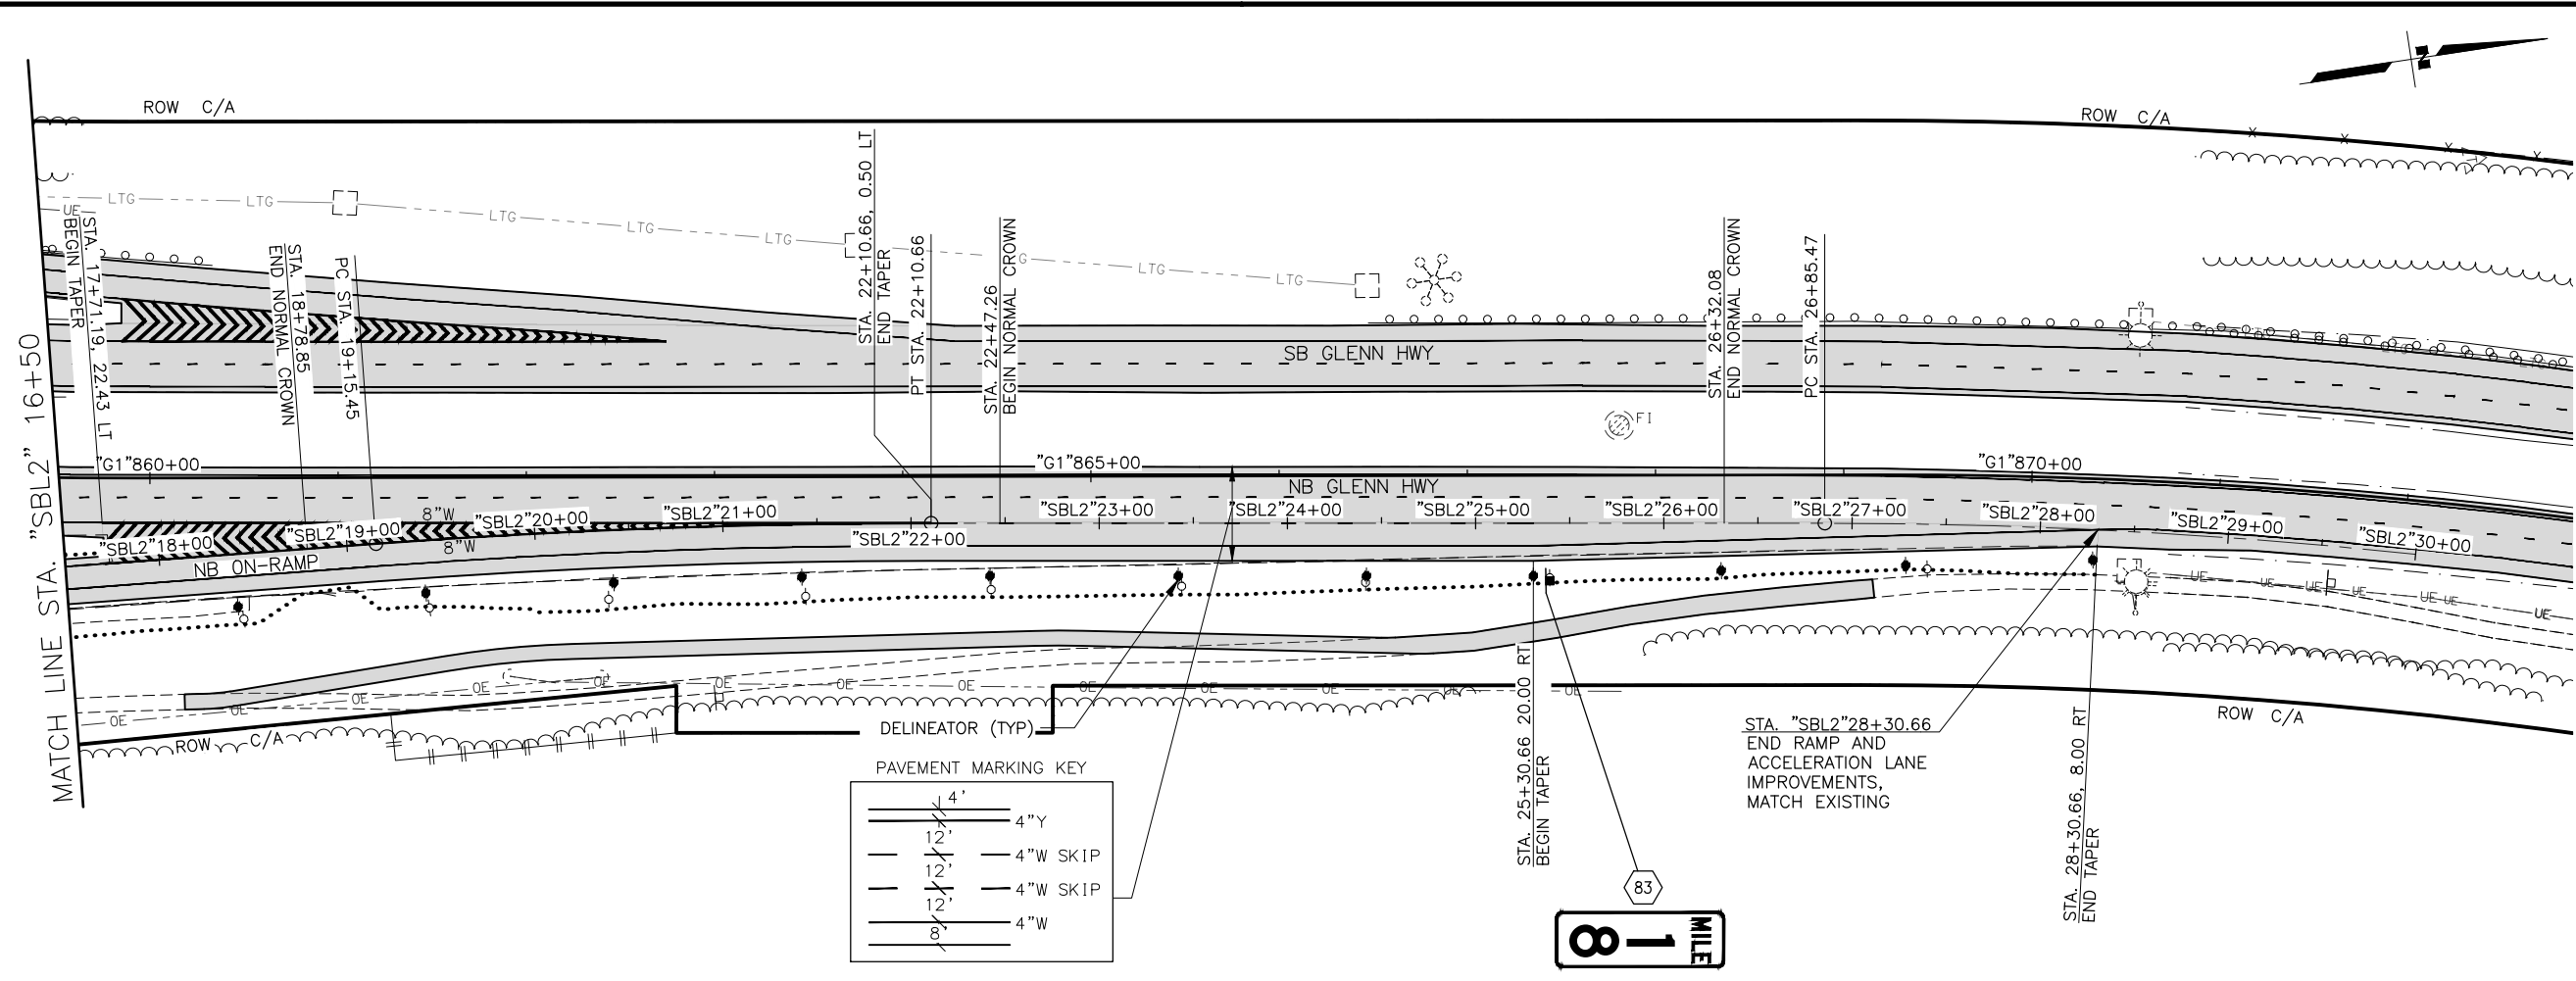 ROW C/A
ROW C/A
LTG
LTG
LTG
LTG
LTG
G
LTG
LTG
UE
STA. 17+71.19, 22.43 LT
BEGIN TAPER
STA. 18+78.85
END NORMAL CROWN
PC STA. 19+15.45
STA. 22+10.66, 0.50 LT
END TAPER
PT STA. 22+10.66
STA. 22+47.26
BEGIN NORMAL CROWN
STA. 26+32.08
END NORMAL CROWN
PC STA. 26+85.47
SB GLENN HWY
LTG
FI
MATCH LINE STA. "SBL2" 16+50
"G1"860+00
"G1"865+00
"G1"870+00
NB GLENN HWY
8"W
8"W
"SBL2"18+00
"SBL2"19+00
"SBL2"20+00
"SBL2"21+00
"SBL2"22+00
"SBL2"23+00
"SBL2"24+00
"SBL2"25+00
"SBL2"26+00
"SBL2"27+00
"SBL2"28+00
"SBL2"29+00
"SBL2"30+00
NB ON-RAMP
UE
UE
UE
UE
UE
UE
UE
OE
OE
OE
OE
OE
OE
OE
OE
OE
OE
OE
OE
OE
ROW C/A
ROW C/A
DELINEATOR (TYP)
PAVEMENT MARKING KEY
4'
4"Y
12'
4"W SKIP
12'
4"W SKIP
12'
4"W
8'
STA. 25+30.66 20.00 RT
BEGIN TAPER
83
MILE
18
STA. "SBL2"28+30.66
END RAMP AND
ACCELERATION LANE
IMPROVEMENTS,
MATCH EXISTING
STA. 28+30.66, 8.00 RT
END TAPER
N